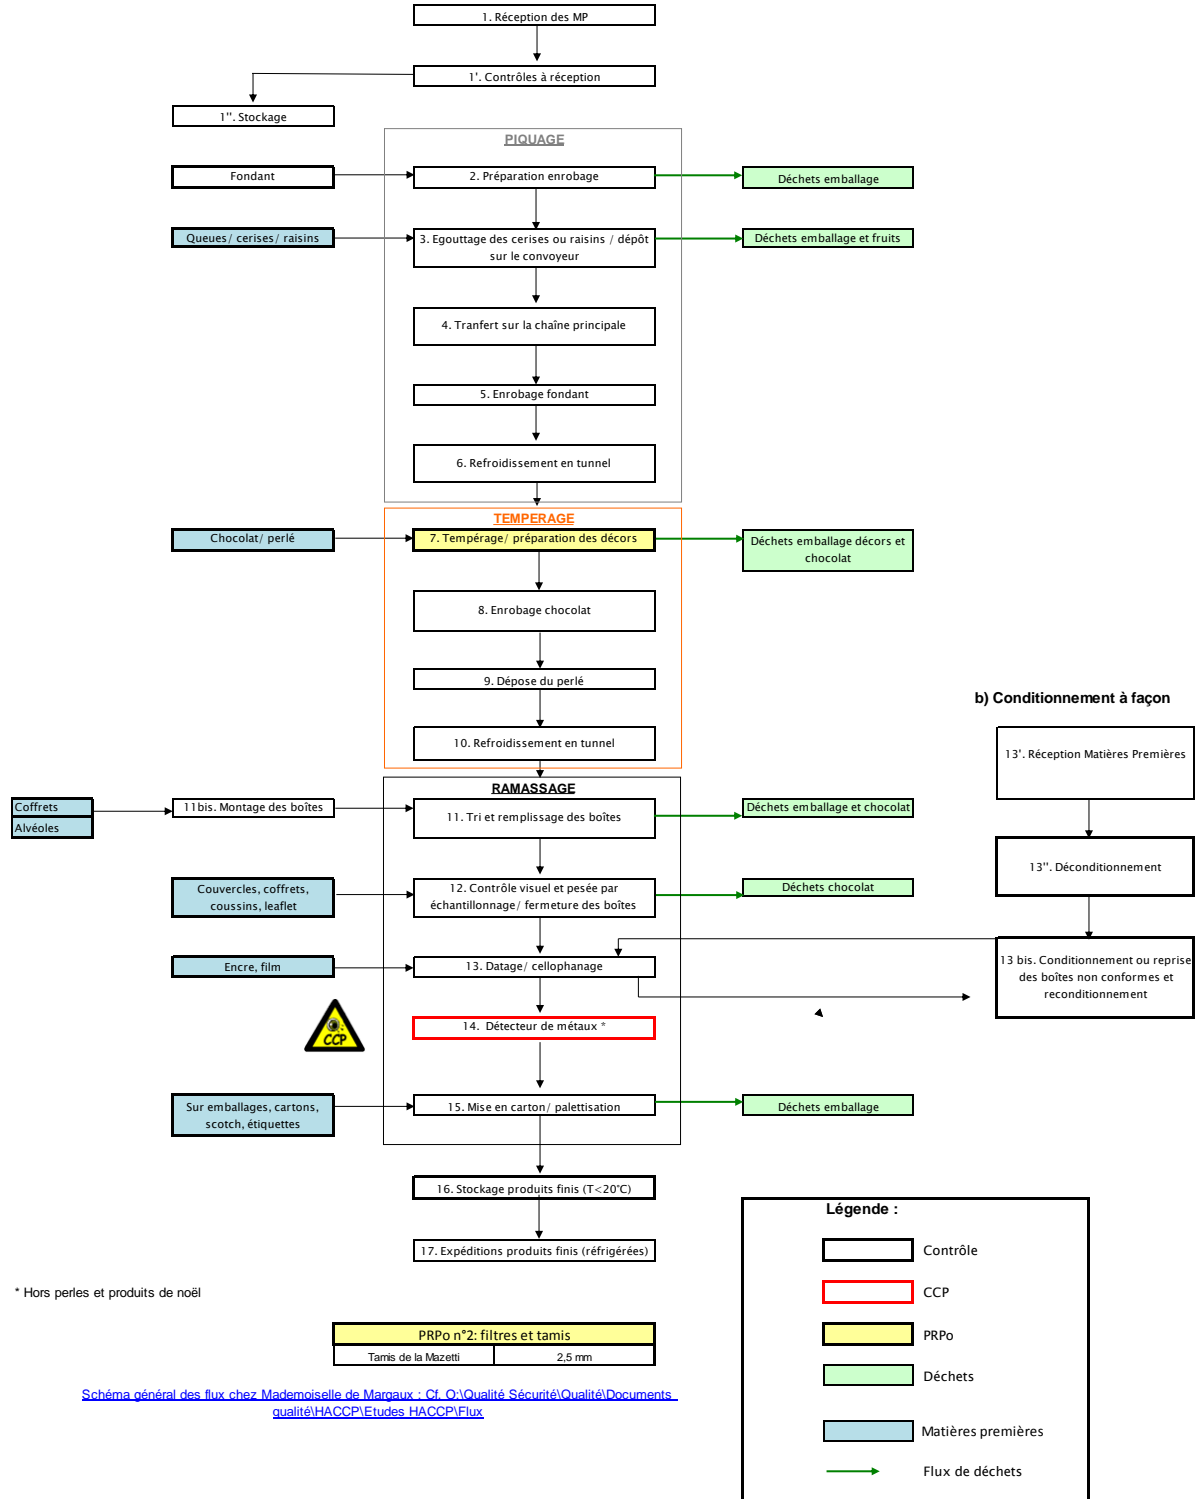 1. Réception des MP
1'. Contrôles à réception
1''. Stockage
PIQUAGE
Fondant
2. Préparation enrobage
Déchets emballage
Queues/ cerises/ raisins
3. Egouttage des cerises ou raisins / dépôt
sur le convoyeur
Déchets emballage et fruits
4. Tranfert sur la chaîne principale
5. Enrobage fondant
6. Refroidissement en tunnel
TEMPERAGE
Chocolat/ perlé
7. Tempérage/ préparation des décors
Déchets emballage décors et
chocolat
8. Enrobage chocolat
9. Dépose du perlé
10. Refroidissement en tunnel
b) Conditionnement à façon
13'. Réception Matières Premières
RAMASSAGE
Coffrets
Alvéoles
11bis. Montage des boîtes
11. Tri et remplissage des boîtes
Déchets emballage et chocolat
13''. Déconditionnement
Couvercles, coffrets,
coussins, leaflet
12. Contrôle visuel et pesée par
échantillonnage/ fermeture des boîtes
Déchets chocolat
Encre, film
13. Datage/ cellophanage
13 bis. Conditionnement ou reprise
des boîtes non conformes et
reconditionnement
CCP
14. Détecteur de métaux *
Sur emballages, cartons,
scotch, étiquettes
15. Mise en carton/ palettisation
Déchets emballage
16. Stockage produits finis (T<20°C)
17. Expéditions produits finis (réfrigérées)
* Hors perles et produits de noël
PRPo n°2: filtres et tamis
Tamis de la Mazetti
2,5 mm
Schéma général des flux chez Mademoiselle de Margaux : Cf. O:\Qualité Sécurité\Qualité\Documents
qualité\HACCP\Etudes HACCP\Flux
Légende :
Contrôle
CCP
PRPo
Déchets
Matières premières
Flux de déchets